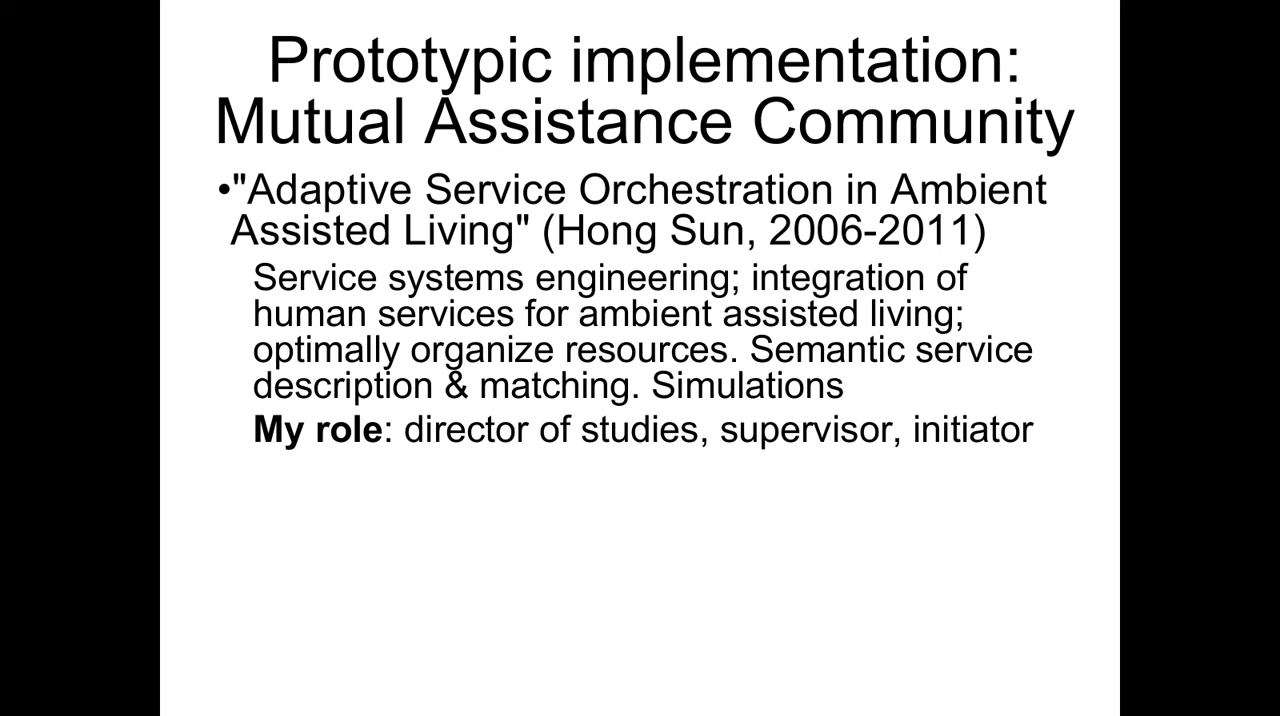 Prototypic implementation:
Mutual Assistance Community
•"Adaptive Service Orchestration in Ambient
Assisted Living" (Hong Sun, 2006-2011)
Service systems engineering; integration of
human services for ambient assisted living;
optimally organize resources. Semantic service
description & matching. Simulations
My role: director of studies, supervisor, initiator